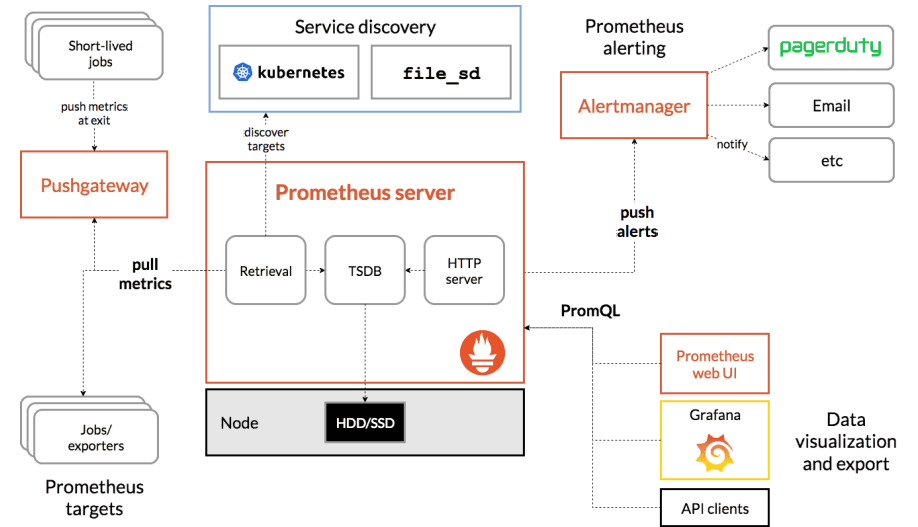 Short-lived
jobs
push metrics
at exit
Pushgateway
Service discovery
kubernetes
file_sd
discover
targets
Prometheus
alerting
Alertmanager
pagerduty
Email
notify
etc
Prometheus server
Retrieval
TSDB
HTTP
server
pull
metrics
push
alerts
PromQL
Node
HDD/SSD
Jobs/
exporters
Prometheus
targets
Prometheus
web UI
Grafana
API clients
Data
visualization
and export